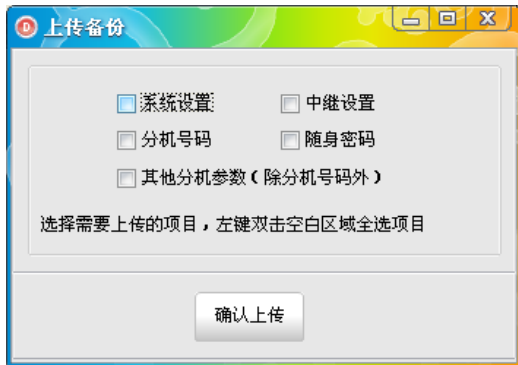 上传备份
系统设置 中继设置
分机号码 随身密码
其他分机参数（除分机号码外）
选择需要上传的项目，左键双击空白区域全选项目
确认上传